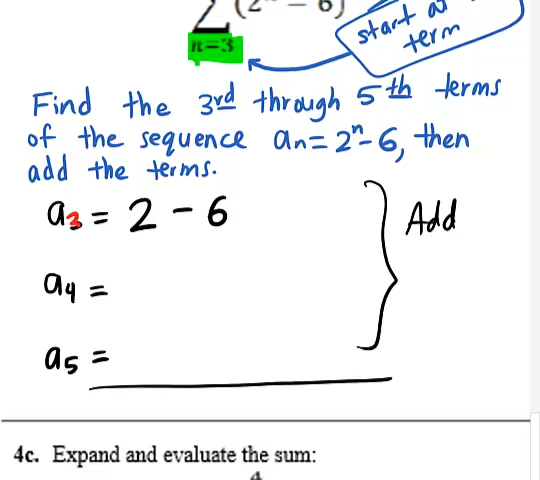 n=3
start a
term
Find the 3rd through 5th terms
of the sequence an = 2ⁿ - 6, then
add the terms.
a3 = 2 - 6
Add
a4 =
a5 =
4c. Expand and evaluate the sum: